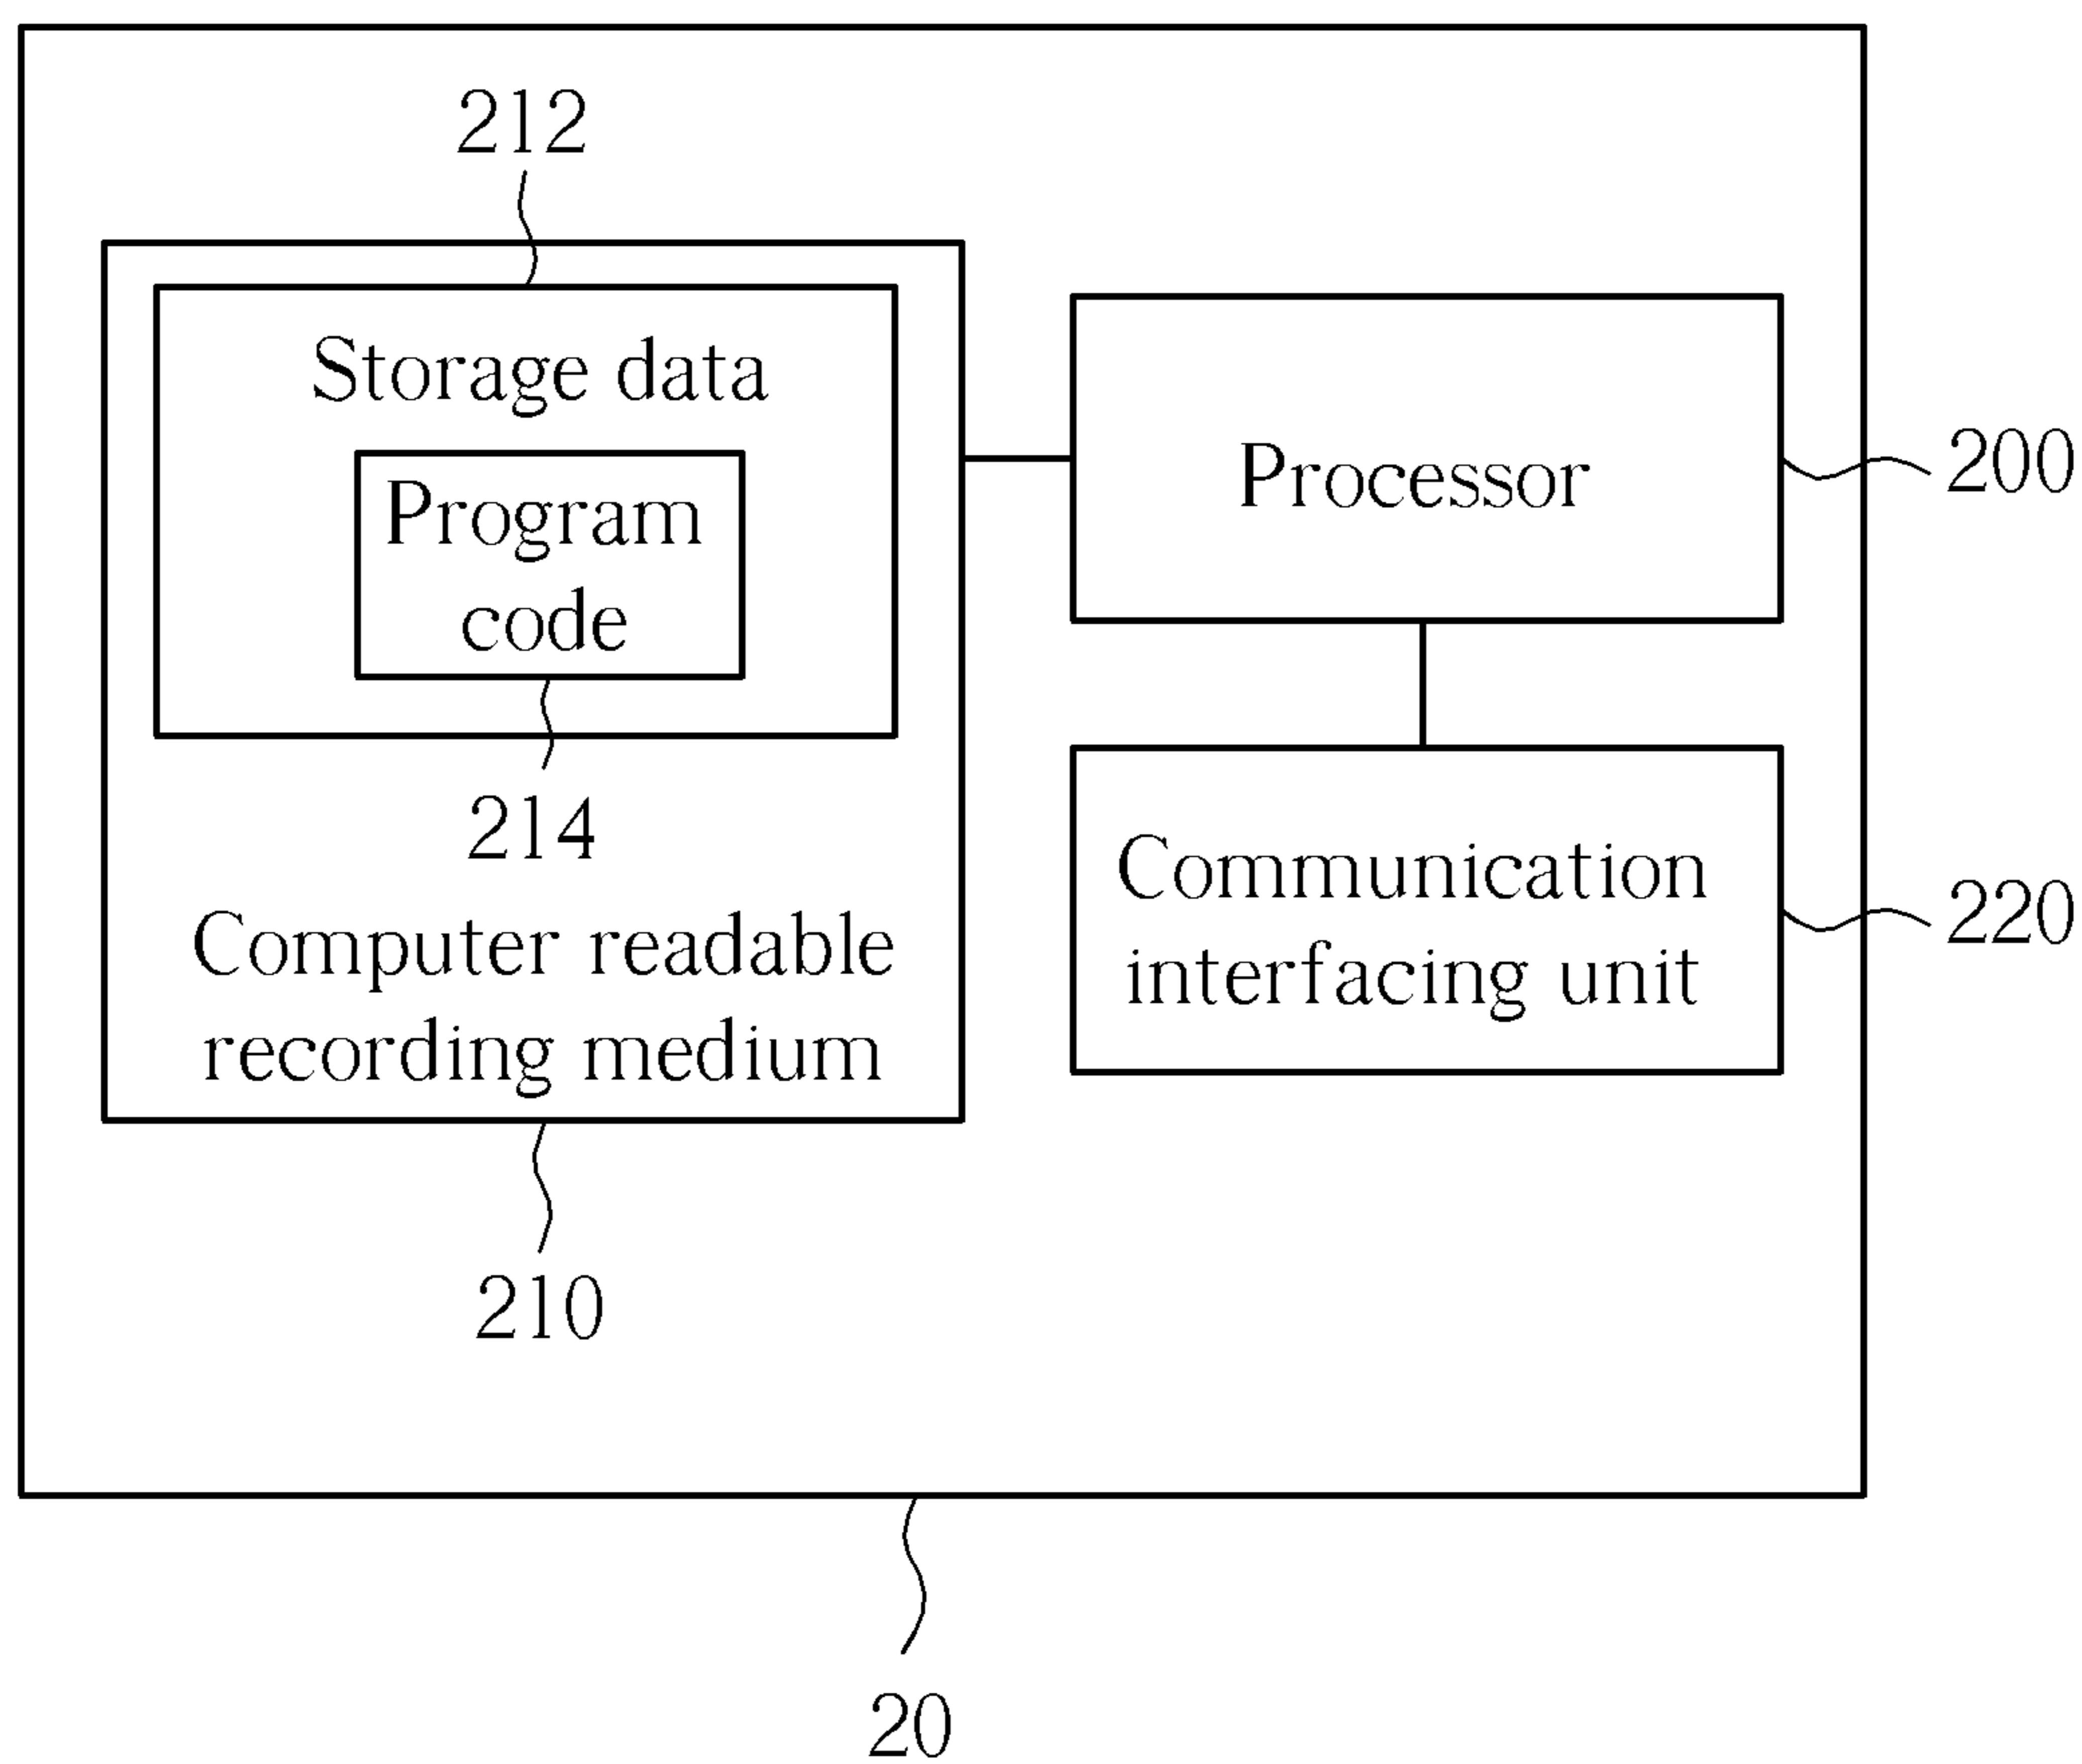 212
Storage data
Program
code
214
Computer readable
recording medium
210
Processor
200
Communication
interfacing unit
220
20